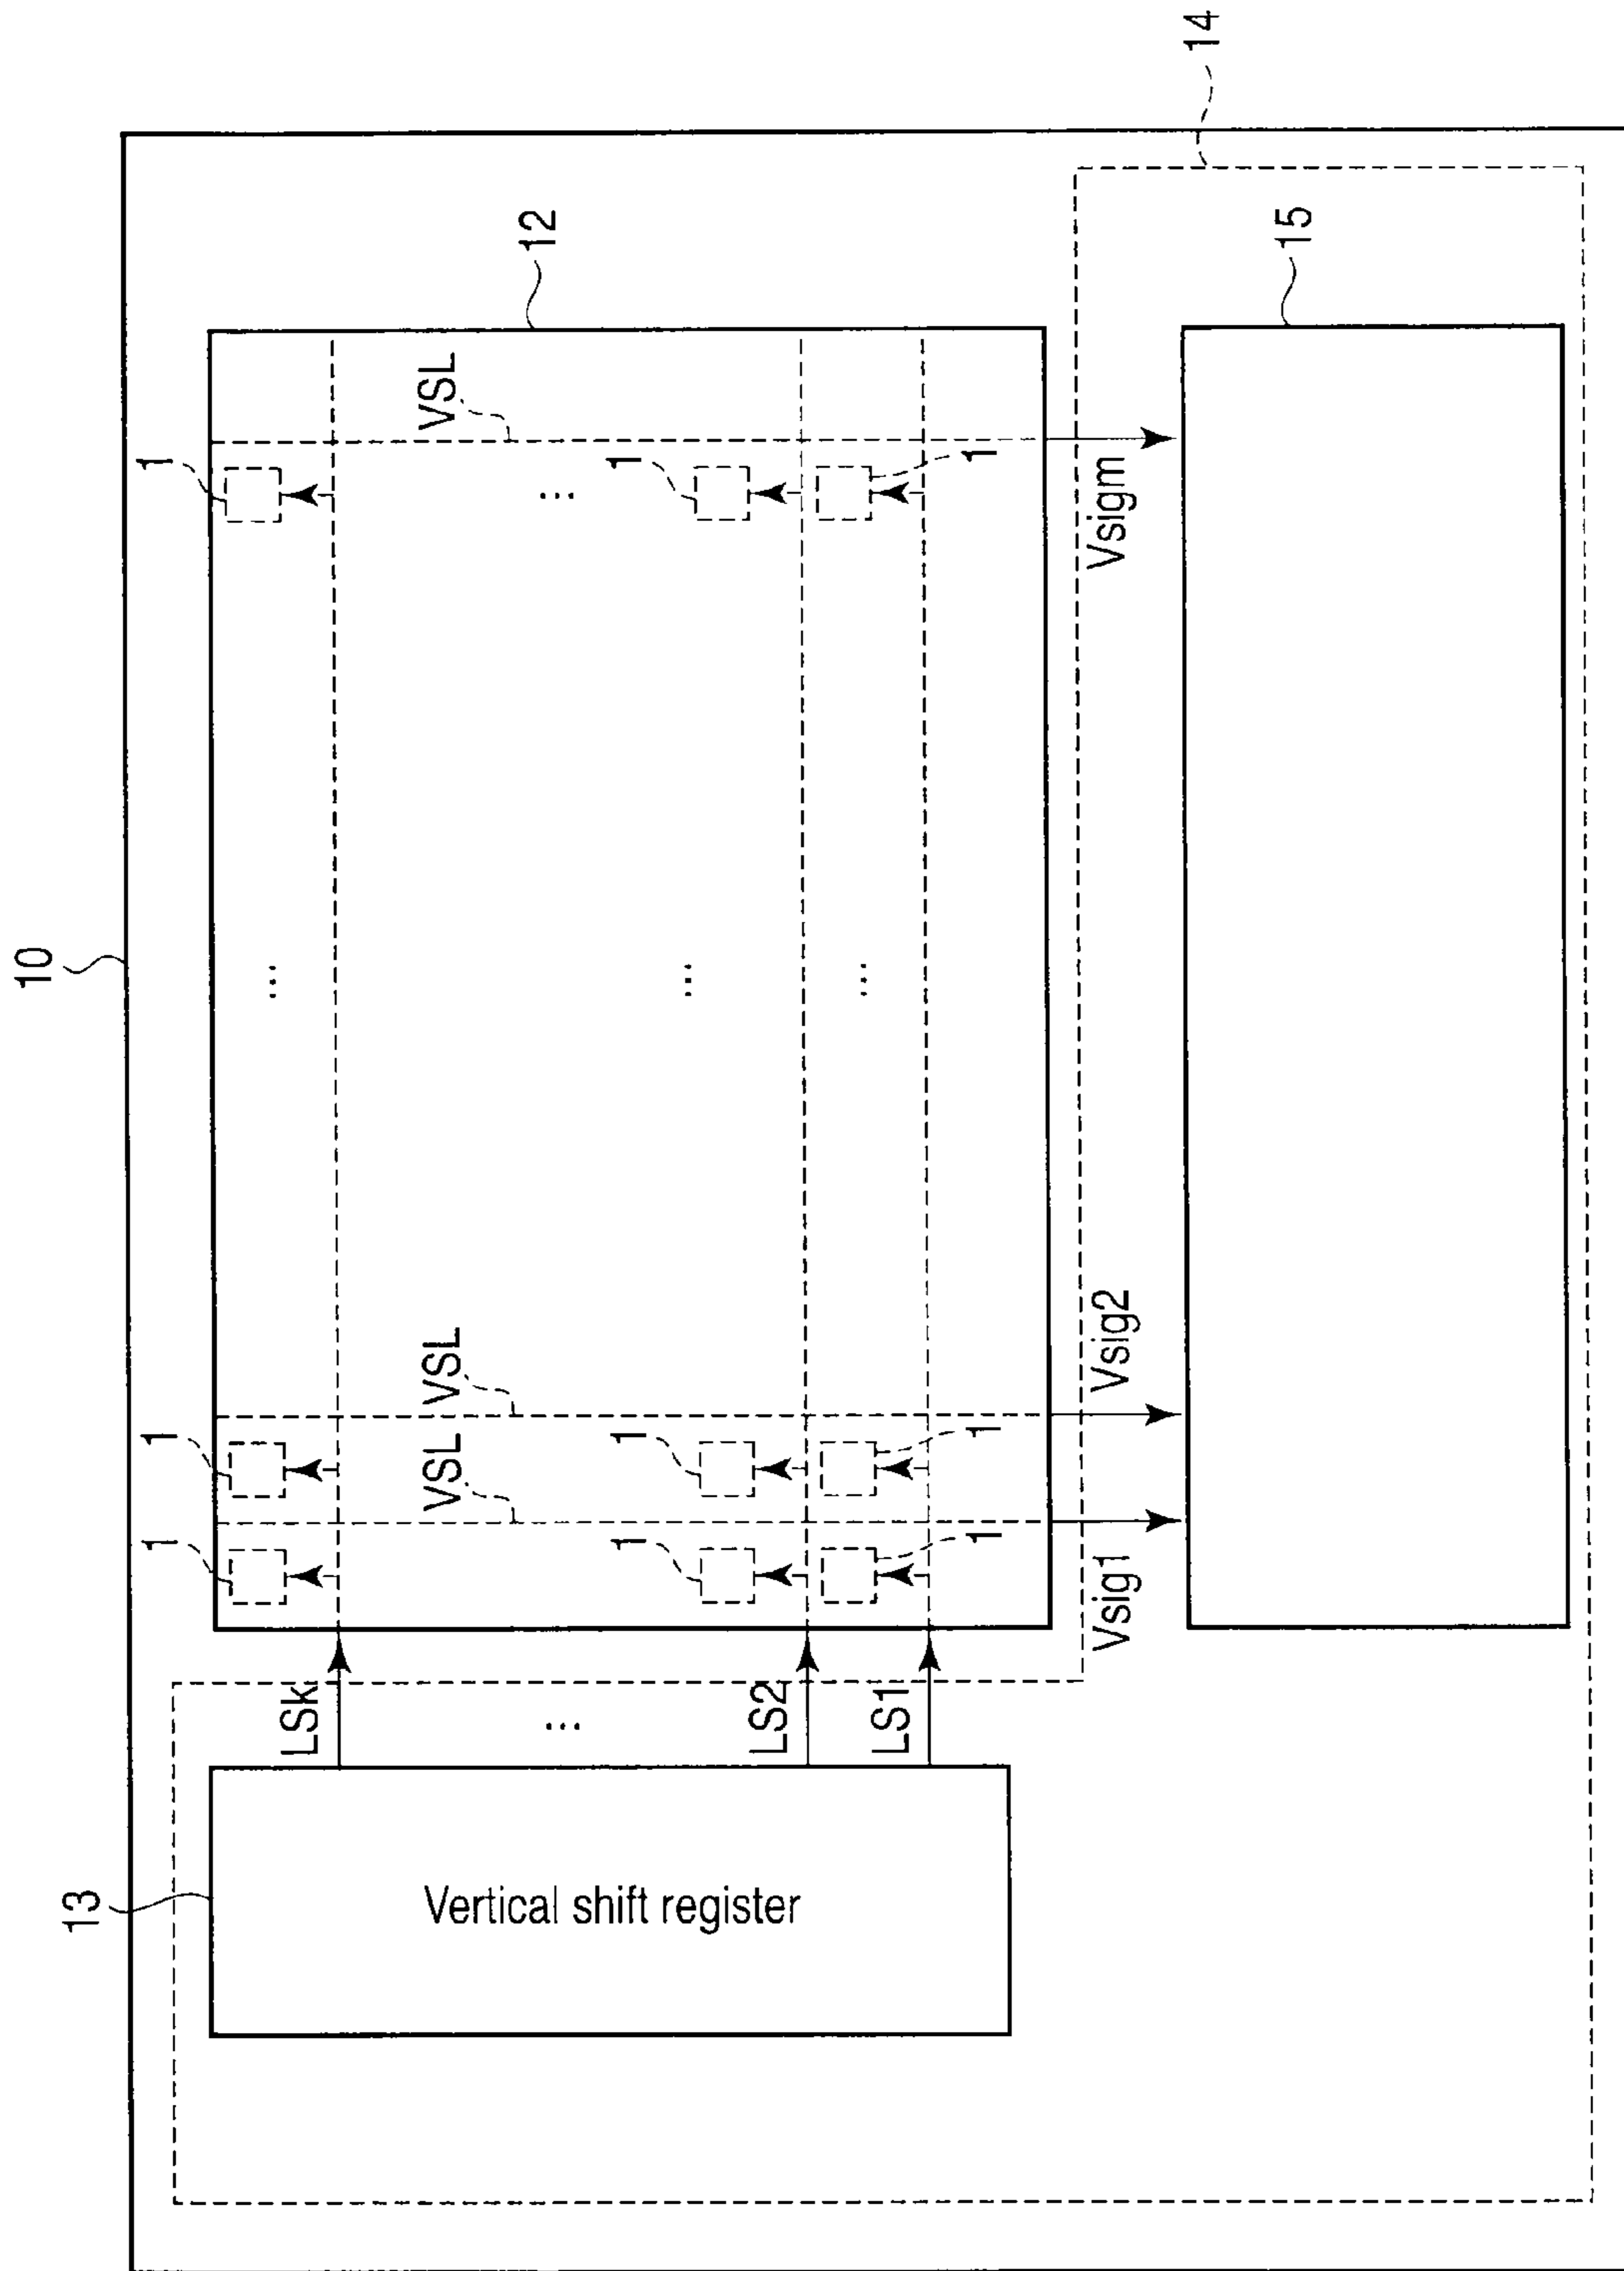 10
13
1
1
1
...
LSk
VSL
VSL
VSL
12
...
...
Vertical shift register
1
1
1
...
LS2
...
LS1
1
1
1
Vsig1
Vsig2
Vsigm
14
15